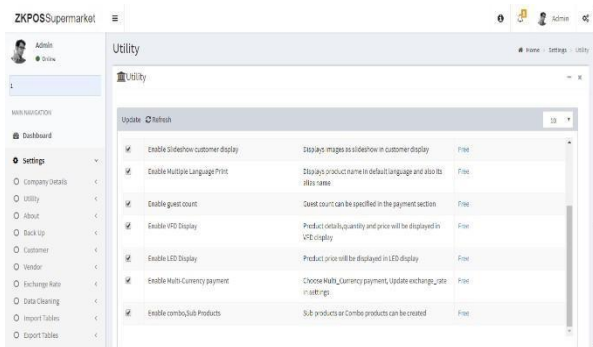 ZKPOSSupermarket
Admin
Admin
Online
1
MAIN NAVIGATION
Dashboard
Settings
Company Details
Utility
About
Back Up
Customer
Vendor
Exchange Rate
Data Cleaning
Import Tables
Export Tables
Utility
Home
Settings
Utility
Utility
Update Refresh
10
Enable Slideshow customer display Displays images as slideshow in customer display Free
Enable Multiple Language Print Displays product name in default language and also its
alias name Free
Enable guest count Guest count can be specified in the payment section Free
Enable VFD Display Product details,quantity and price will be displayed in
VFD display Free
Enable LED Display Product price will be displayed in LED display Free
Enable Multi-Currency payment Choose Multi_Currency payment, Update exchange_rate
in settings Free
Enable combo,Sub Products Sub products or Combo products can be created Free